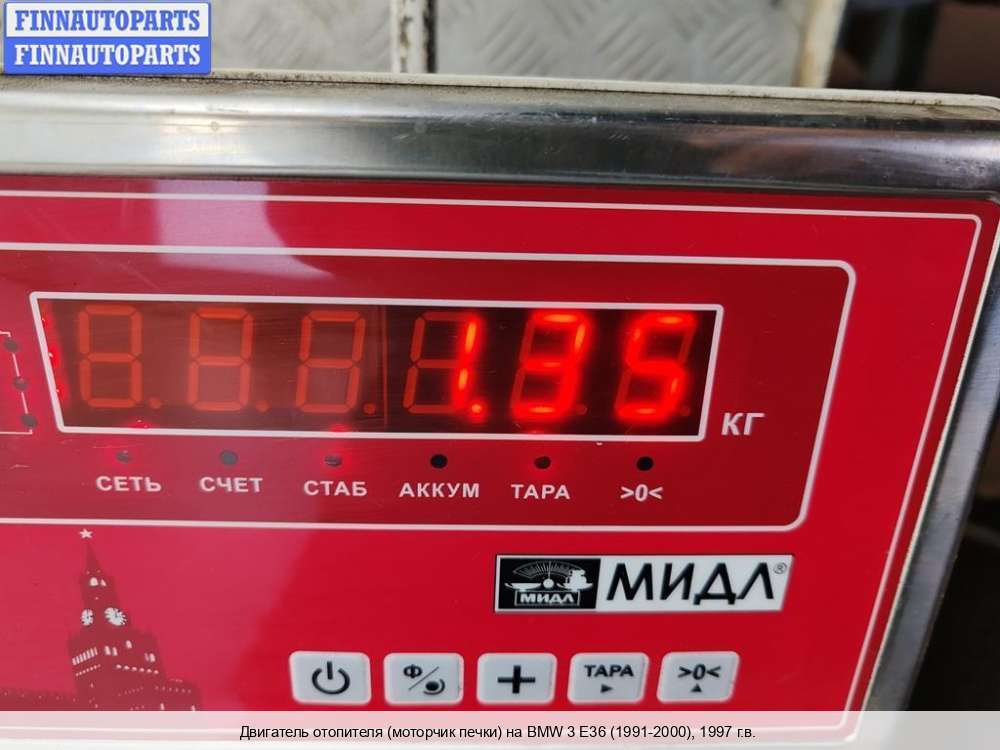 FINNAUTOPARTS
FINNAUTOPARTS
1.35
КГ
СЕТЬ СЧЕТ СТАБ АККУМ ТАРА >0<
МИДЛ МИДЛ®
Ф ТАРА >0<
Двигатель отопителя (моторчик печки) на BMW 3 E36 (1991-2000), 1997 г.в.